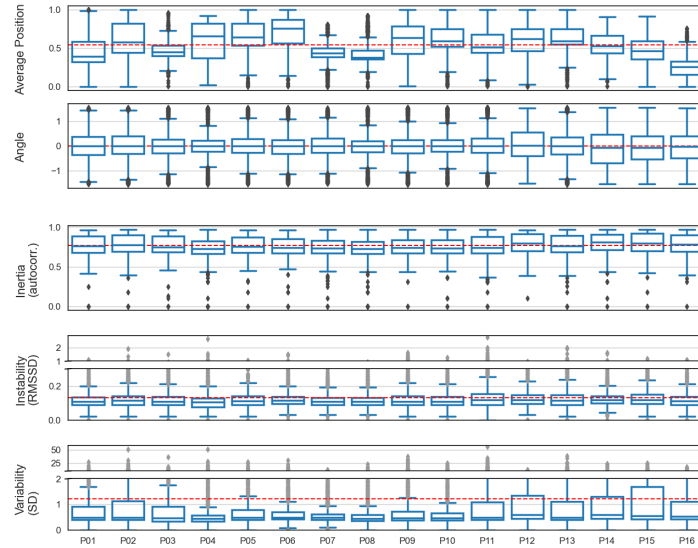 Average Position
1.0
0.5
0.0
Angle
1
0
−1
Inertia
(autocorr.)
1.0
0.5
0.0
Instability
(RMSSD)
2
1
0.2
0.0
Variability
(SD)
50
25
2
1
0
P01 P02 P03 P04 P05 P06 P07 P08 P09 P10 P11 P12 P13 P14 P15 P16